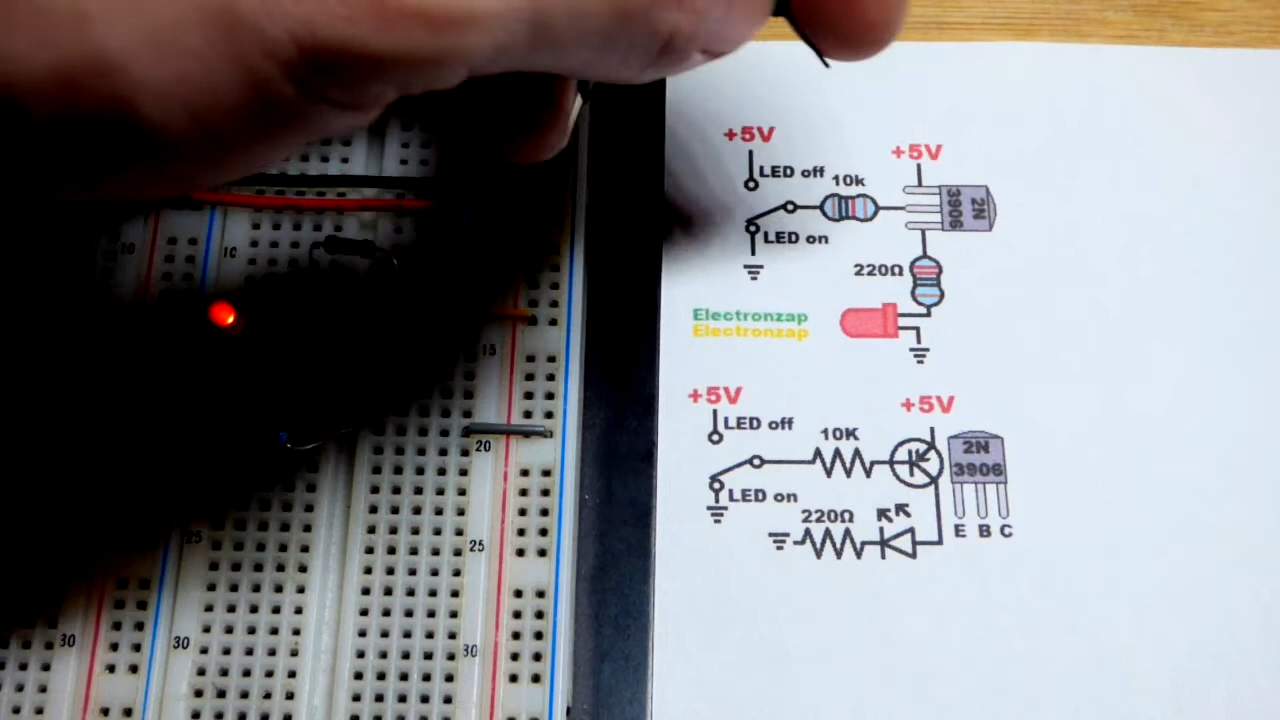 +5V
LED off
10k
LED on
+5V
2N
3906
220Ω
Electronzap
Electronzap
+5V
LED off
10K
LED on
+5V
2N
3906
E B C
220Ω
IC
15
20
25
25
30
30
30